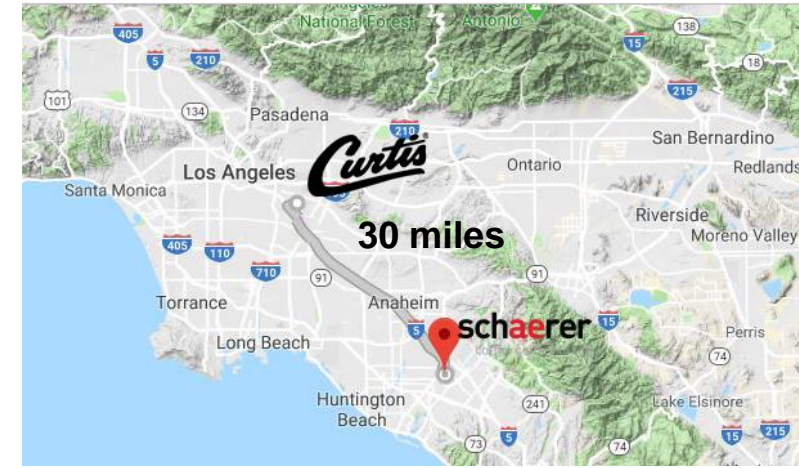 National Forest
Antonio
405
5
210
15
138
18
101
134
Pasadena
215
210
San Bernardino
Curtis
Los Angeles
Ontario
Redlands
Santa Monica
Riverside
30 miles
Moreno Valley
405
110
710
91
91
Torrance
Anaheim
schaerer
15
5
Perris
Long Beach
74
Huntington
Beach
241
Lake Elsinore
73
5
74
15
215